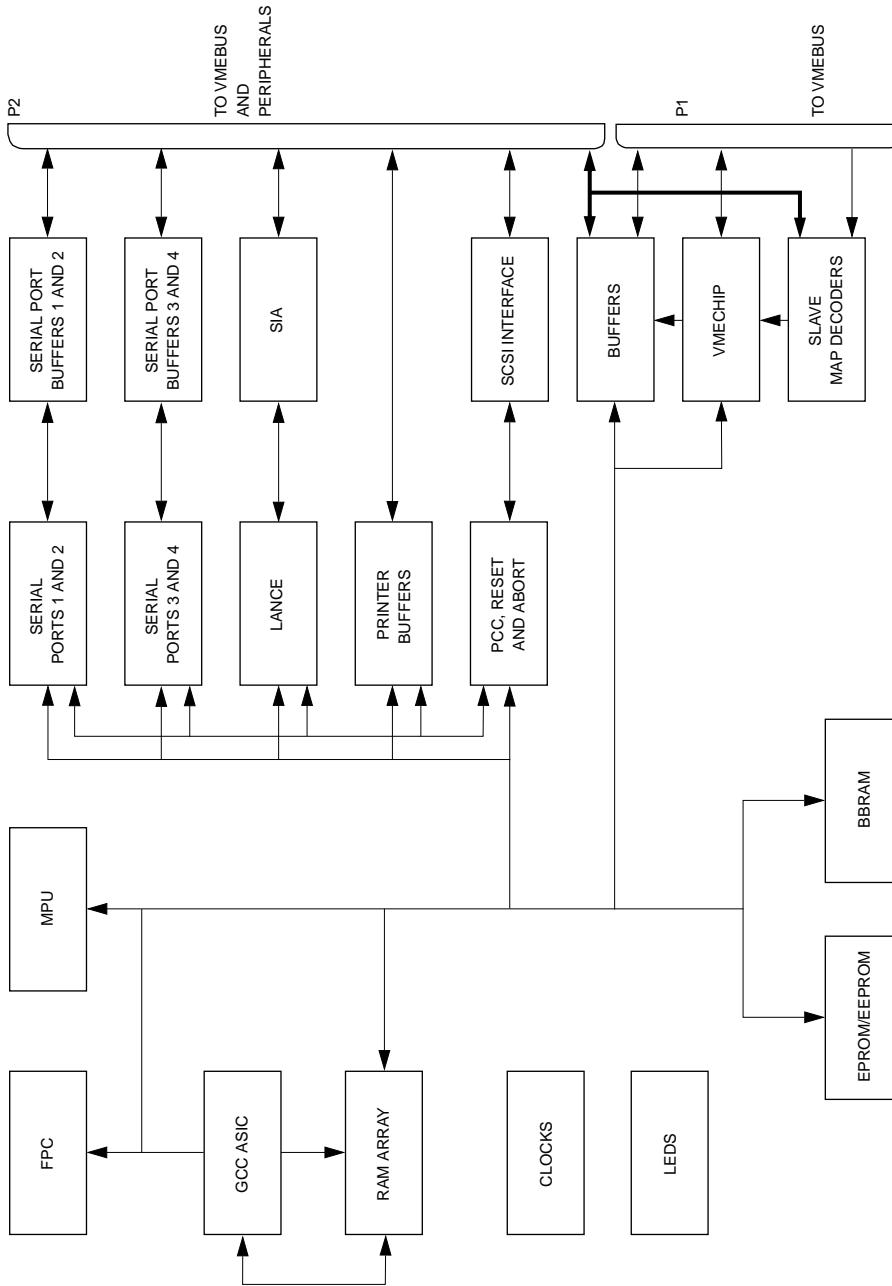 FPC
MPU
SERIAL
PORTS 1 AND 2
SERIAL PORT
BUFFERS 1 AND 2
P2
SERIAL
PORTS 3 AND 4
SERIAL PORT
BUFFERS 3 AND 4
GCC ASIC
LANCE
SIA
TO VMEBUS
AND
PERIPHERALS
RAM ARRAY
PRINTER
BUFFERS
CLOCKS
PCC, RESET
AND ABORT
SCSI INTERFACE
LEDS
BUFFERS
P1
VMECHIP
EPROM/EEPROM
BBRAM
SLAVE
MAP DECODERS
TO VMEBUS